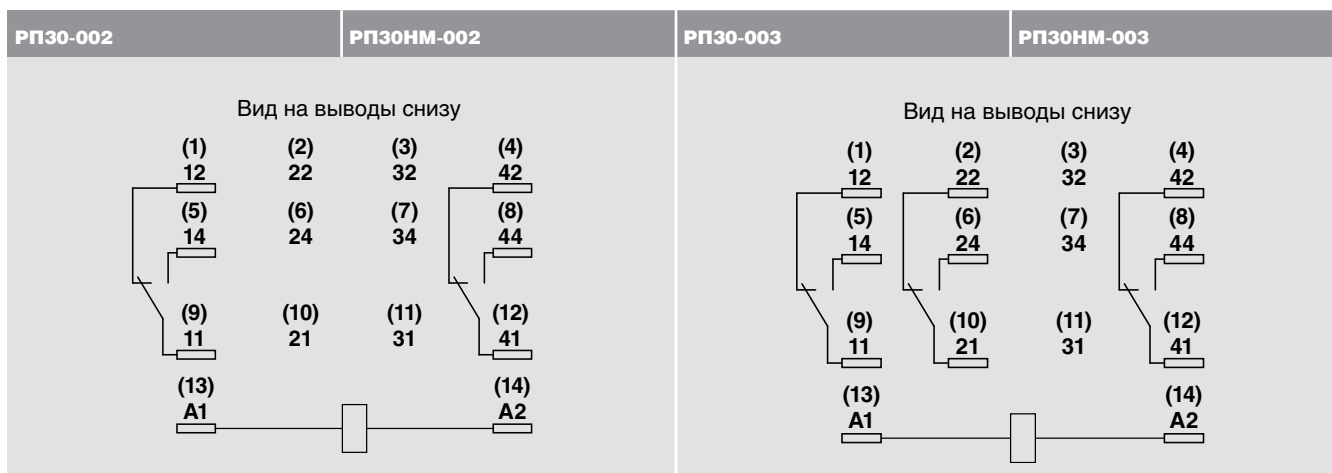 РП30-002 РП30НМ-002 РП30-003 РП30НМ-003
Вид на выводы снизу
(1) (2) (3) (4)
12 22 32 42
(5) (6) (7) (8)
14 24 34 44
(9) (10) (11) (12)
11 21 31 41
(13) (14)
A1 A2
Вид на выводы снизу
(1) (2) (3) (4)
12 22 32 42
(5) (6) (7) (8)
14 24 34 44
(9) (10) (11) (12)
11 21 31 41
(13) (14)
A1 A2